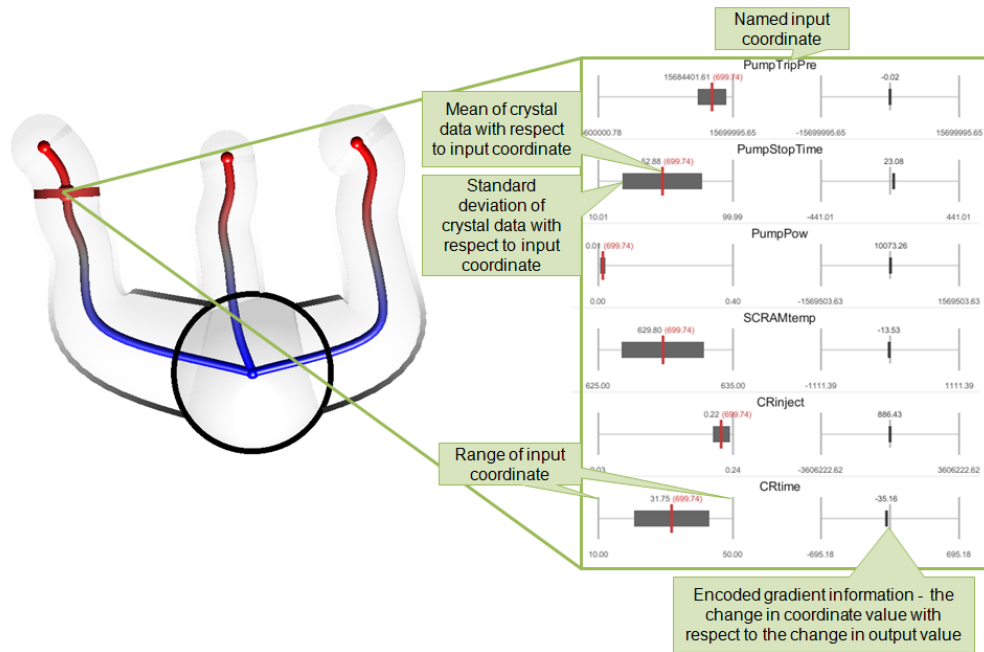 Named input
coordinate
PumpTripPre
15684401.61 (699.74)
-0.02
Mean of crystal
data with respect
to input coordinate
15699995.65
-15699995.65
15699995.65
PumpStopTime
(699.74)
23.08
Standard
deviation of
crystal data with
respect to input
coordinate
10.01
99.99
-441.01
441.01
PumpPow
0.01 (699.74)
10073.26
0.00
0.40
-1569503.63
1569503.63
SCRAMtemp
629.80 (699.74)
-13.53
625.00
635.00
-1111.39
1111.39
CRinject
0.22 (699.74)
886.43
Range of input
coordinate
0.24
-3606222.62
3606222.62
CRtime
31.75 (699.74)
-35.16
10.00
50.00
-695.18
695.18
Encoded gradient information - the
change in coordinate value with
respect to the change in output value